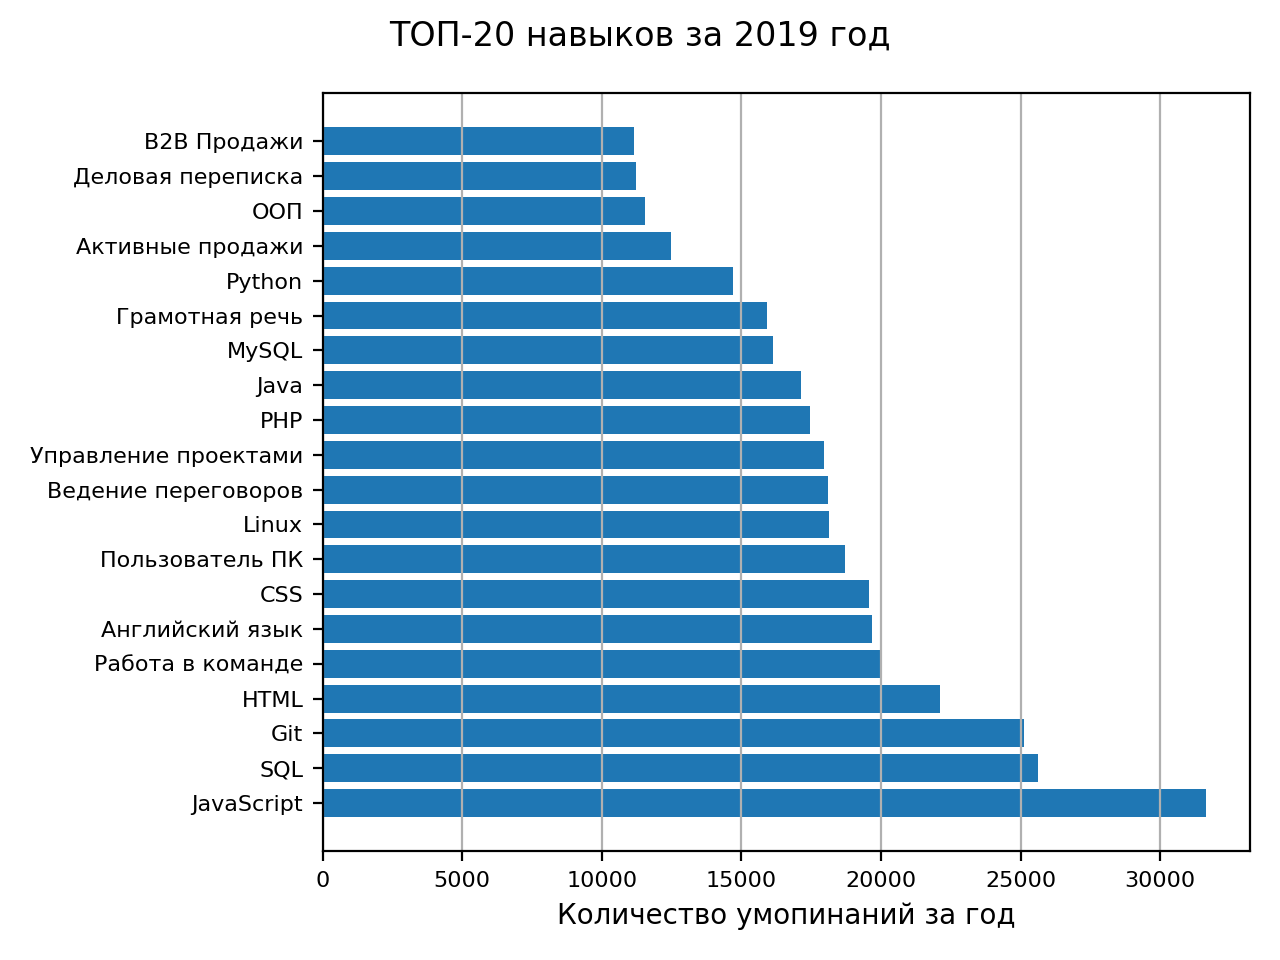 ТОП-20 навыков за 2019 год
B2B Продажи
Деловая переписка
ООП
Активные продажи
Python
Грамотная речь
MySQL
Java
PHP
Управление проектами
Ведение переговоров
Linux
Пользователь ПК
CSS
Английский язык
Работа в команде
HTML
Git
SQL
JavaScript
0 5000 10000 15000 20000 25000 30000
Количество умопинаний за год